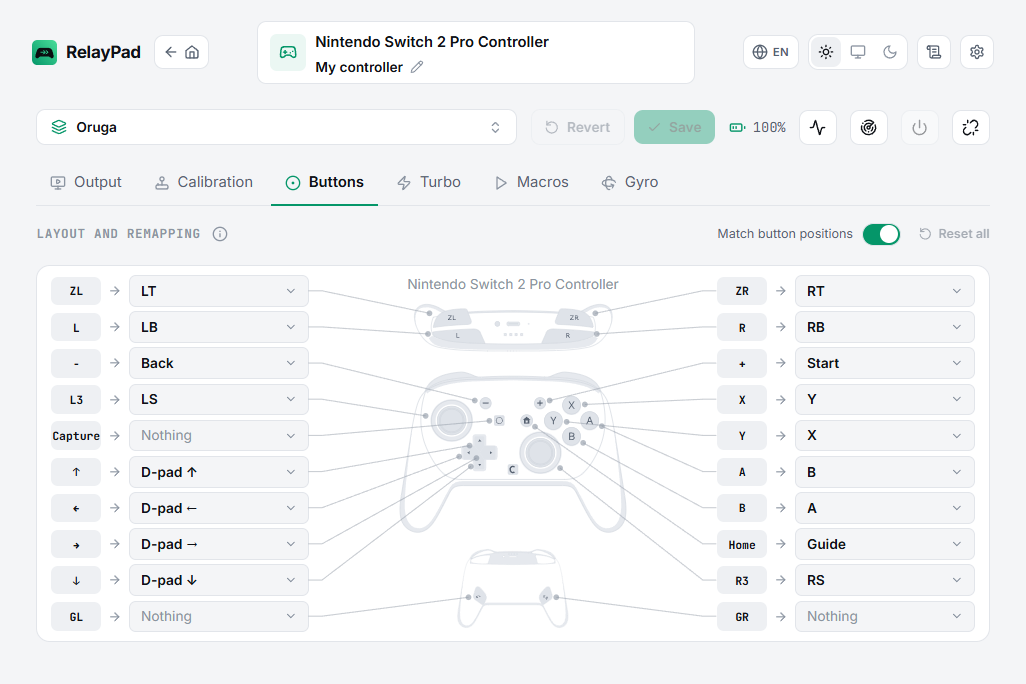 RelayPad
Nintendo Switch 2 Pro Controller
My controller
EN
Oruga
Revert
Save
100%
Output
Calibration
Buttons
Turbo
Macros
Gyro
LAYOUT AND REMAPPING
Match button positions
Reset all
Nintendo Switch 2 Pro Controller
ZL → LT
L → LB
- → Back
L3 → LS
Capture → Nothing
↑ → D-pad ↑
← → D-pad ←
→ → D-pad →
↓ → D-pad ↓
GL → Nothing
ZL
ZR
L
R
X
Y
A
B
C
ZR → RT
R → RB
+ → Start
X → Y
Y → X
A → B
B → A
Home → Guide
R3 → RS
GR → Nothing